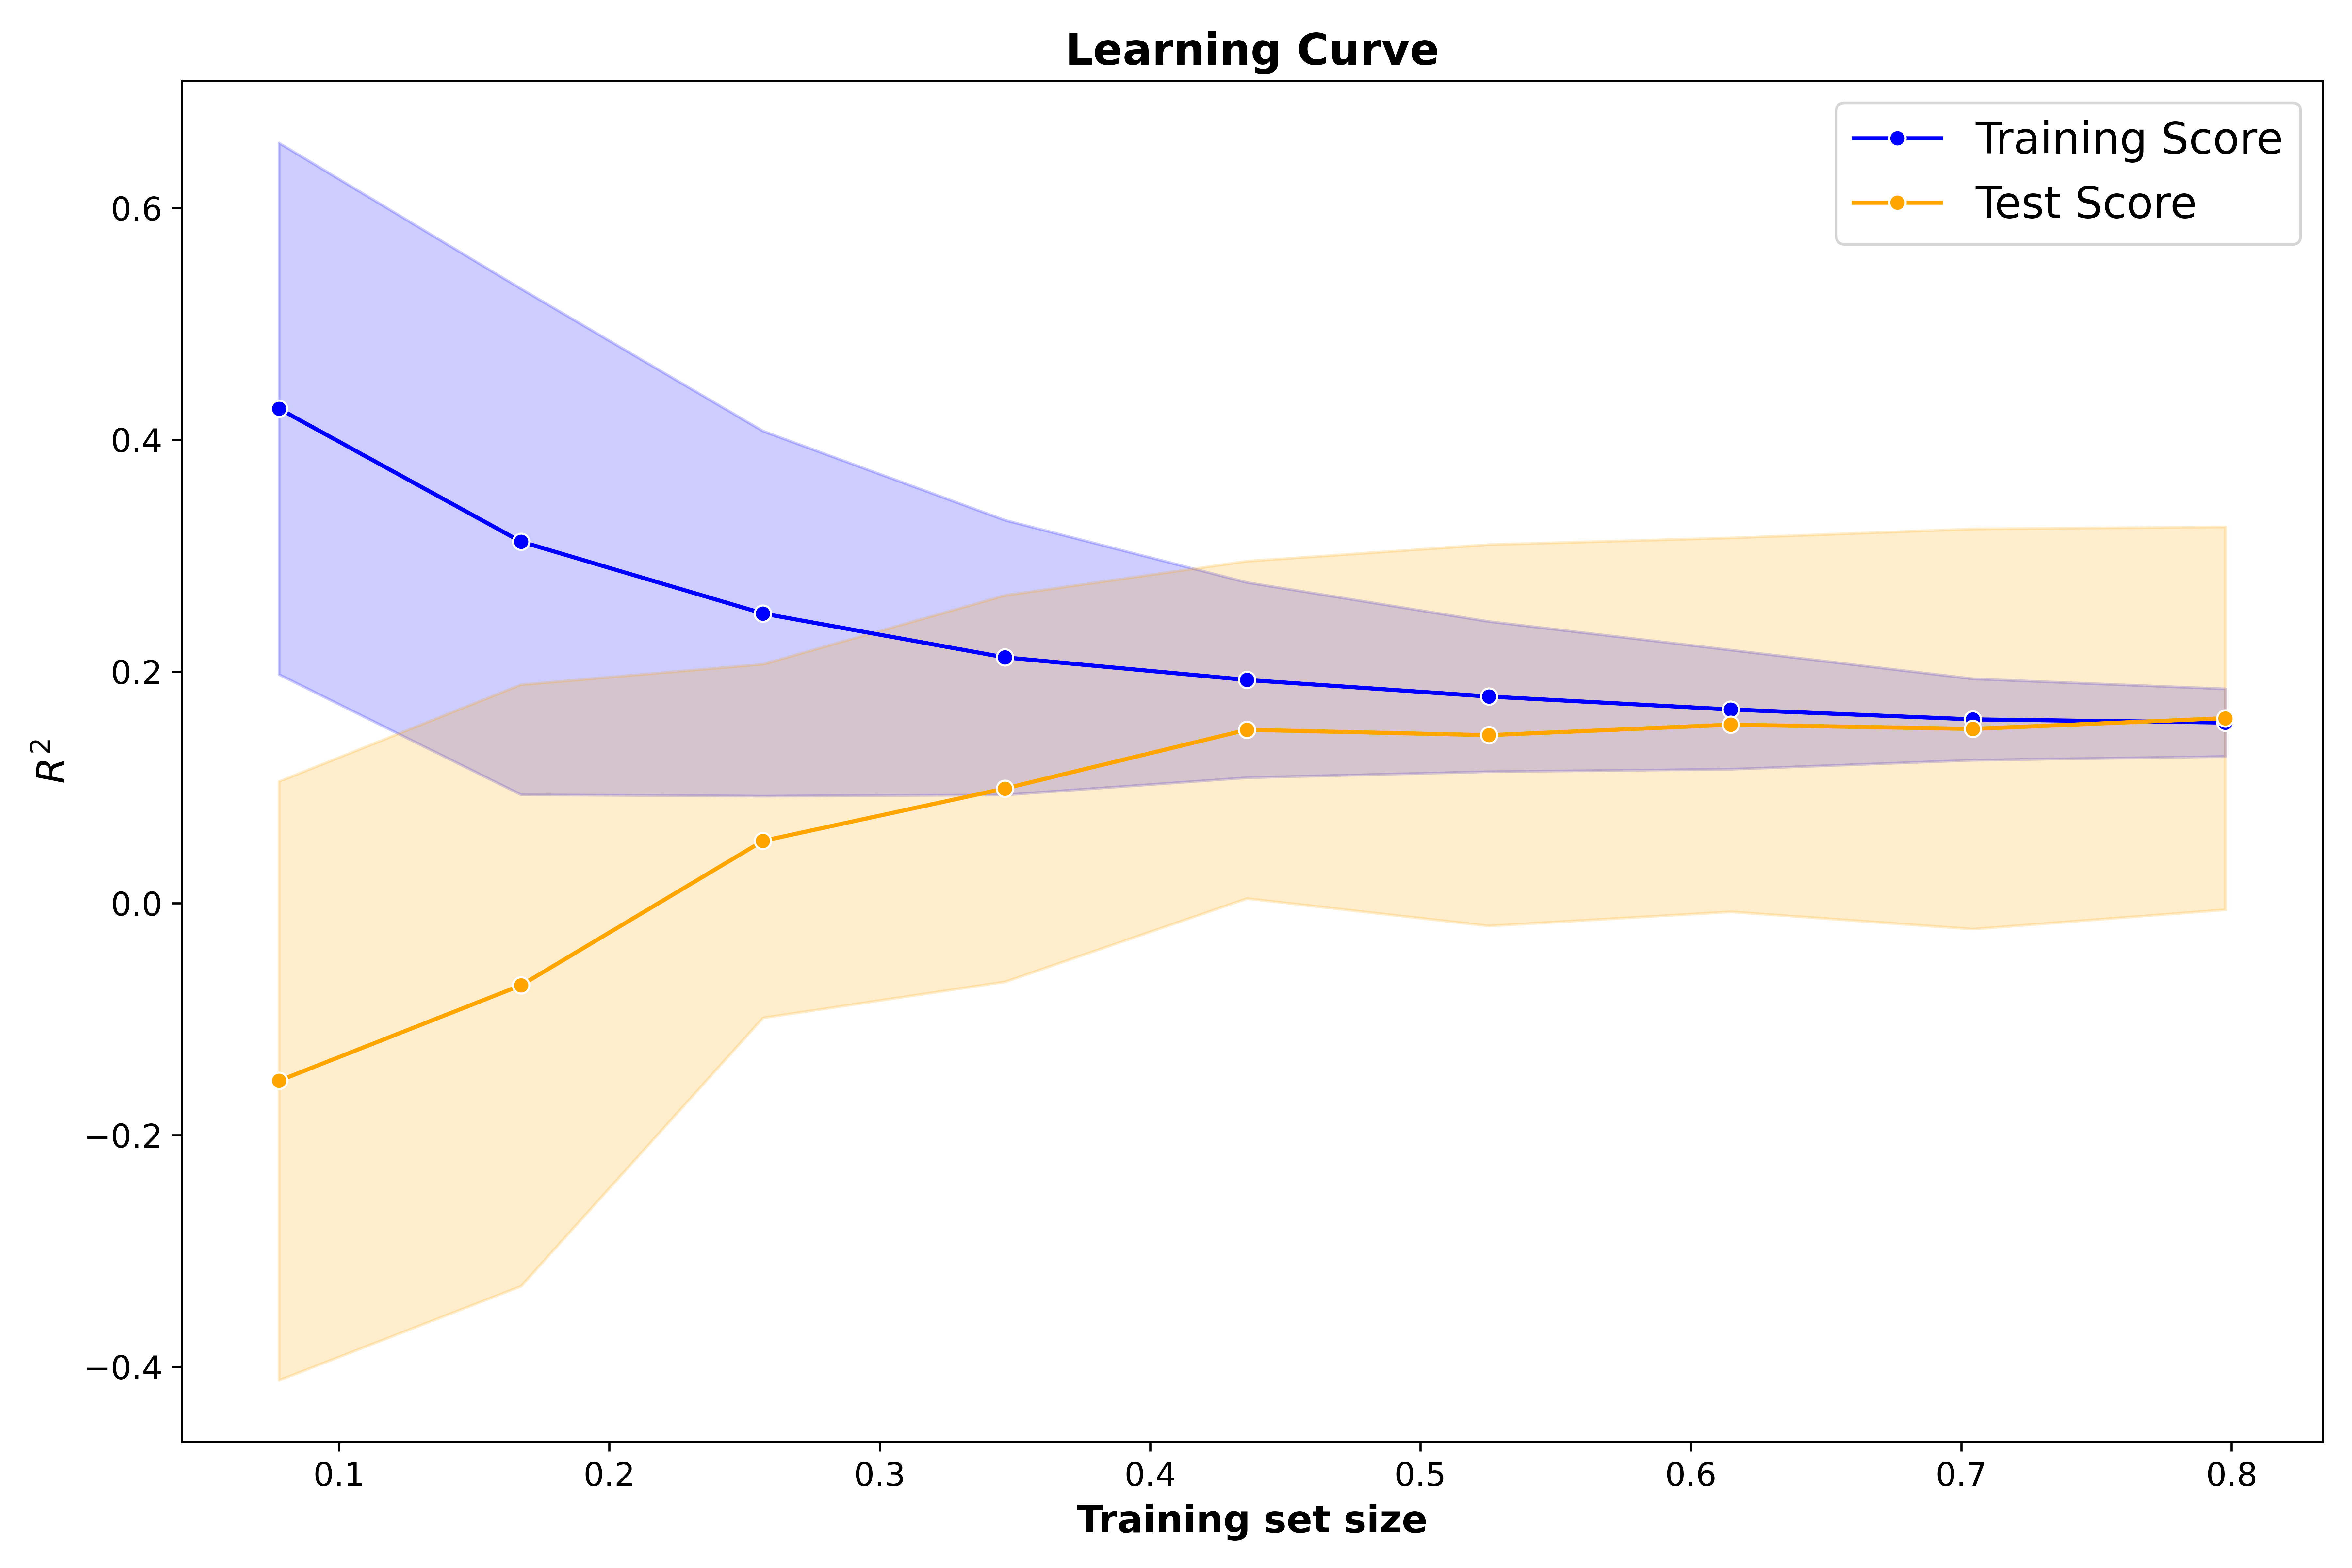 Learning Curve
Training Score
Test Score
0.6
0.4
0.2
0.0
−0.2
−0.4
R²
0.1 0.2 0.3 0.4 0.5 0.6 0.7 0.8
Training set size